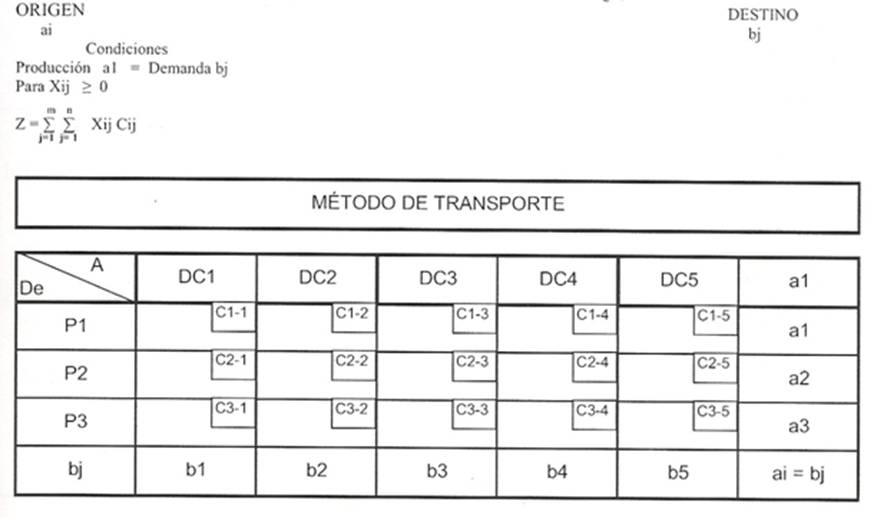 ORIGEN
DESTINO
ai
bj
Condiciones
Producción a1 = Demanda bj
Para Xij ≥ 0
m n
Z = Σ Σ Xij Cij
j=1 j=1
MÉTODO DE TRANSPORTE
De A DC1 DC2 DC3 DC4 DC5 a1
P1 C1-1 C1-2 C1-3 C1-4 C1-5 a1
P2 C2-1 C2-2 C2-3 C2-4 C2-5 a2
P3 C3-1 C3-2 C3-3 C3-4 C3-5 a3
bj b1 b2 b3 b4 b5 ai = bj